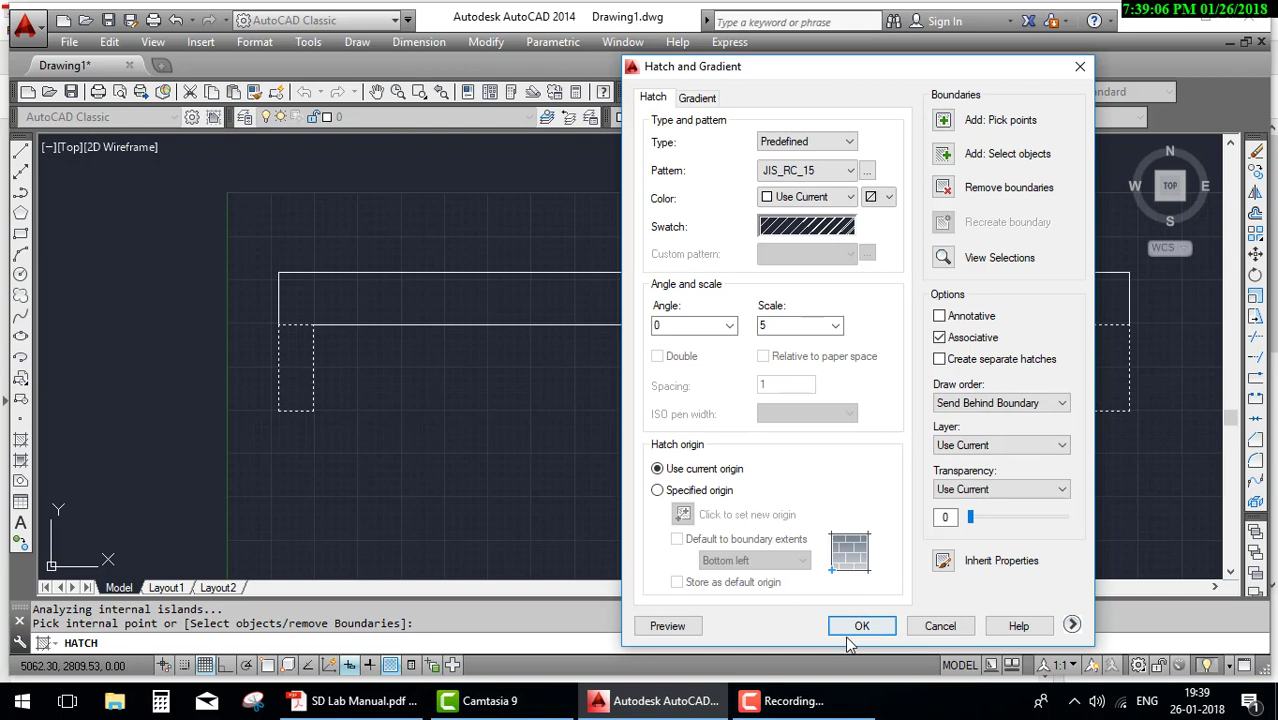 7:39:06 PM 01/26/2018
AutoCAD Classic
Autodesk AutoCAD 2014 Drawing1.dwg
Type a keyword or phrase
Sign In
File Edit View Insert Format Tools Draw Dimension Modify Parametric Window Help Express
Drawing1*
Hatch and Gradient
AutoCAD Classic
0
Standard
[−][Top][2D Wireframe]
Hatch Gradient
Type and pattern
Type: Predefined
Pattern: JIS_RC_15 ...
Color: Use Current
Swatch:
Custom pattern: ...
Angle and scale
Angle: Scale:
0 5
Double Relative to paper space
Spacing: 1
ISO pen width:
Hatch origin
Use current origin
Specified origin
Click to set new origin
Default to boundary extents
Bottom left
Store as default origin
Boundaries
Add: Pick points
Add: Select objects
Remove boundaries
Recreate boundary
View Selections
Options
Annotative
Associative
Create separate hatches
Draw order:
Send Behind Boundary
Layer:
Use Current
Transparency:
Use Current
0
Inherit Properties
Preview OK Cancel Help
N
W TOP E
S
WCS
Y
X
Model Layout1 Layout2
Analyzing internal islands...
Pick internal point or [Select objects/remove Boundaries]:
HATCH
5062.30, 2809.53, 0.00
MODEL
1:1
SD Lab Manual.pdf ...
Camtasia 9
Autodesk AutoCAD...
Recording...
ENG
19:39
26-01-2018
1